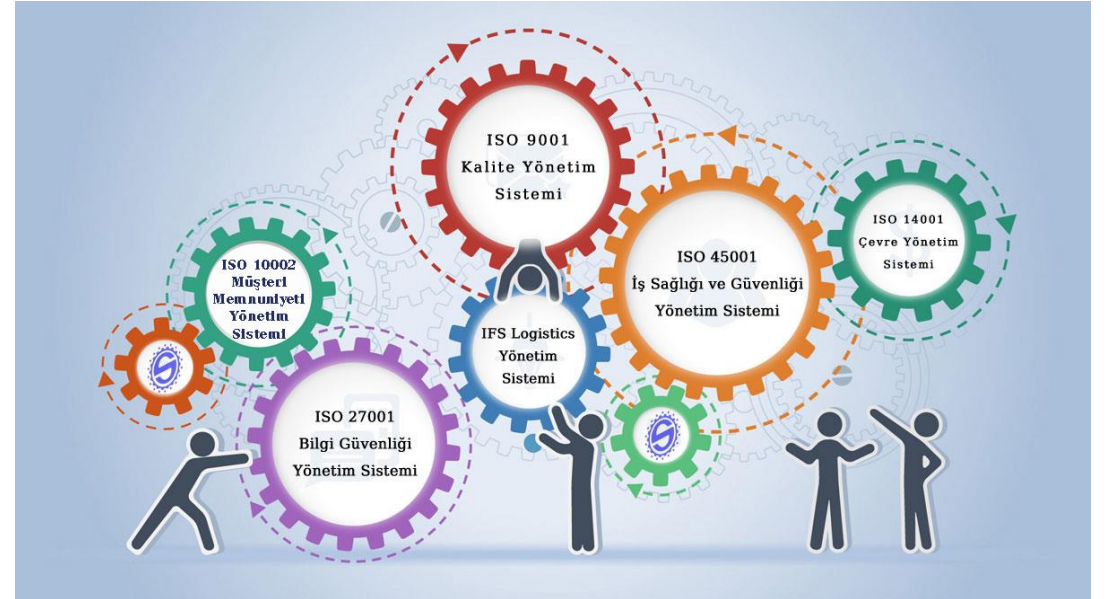 ISO 9001
Kalite Yönetim
Sistemi
ISO 14001
Çevre Yönetim
Sistemi
ISO 45001
İş Sağlığı ve Güvenliği
Yönetim Sistemi
ISO 10002
Müşteri
Memnuniyeti
Yönetim
Sistemi
IFS Logistics
Yönetim
Sistemi
ISO 27001
Bilgi Güvenliği
Yönetim Sistemi